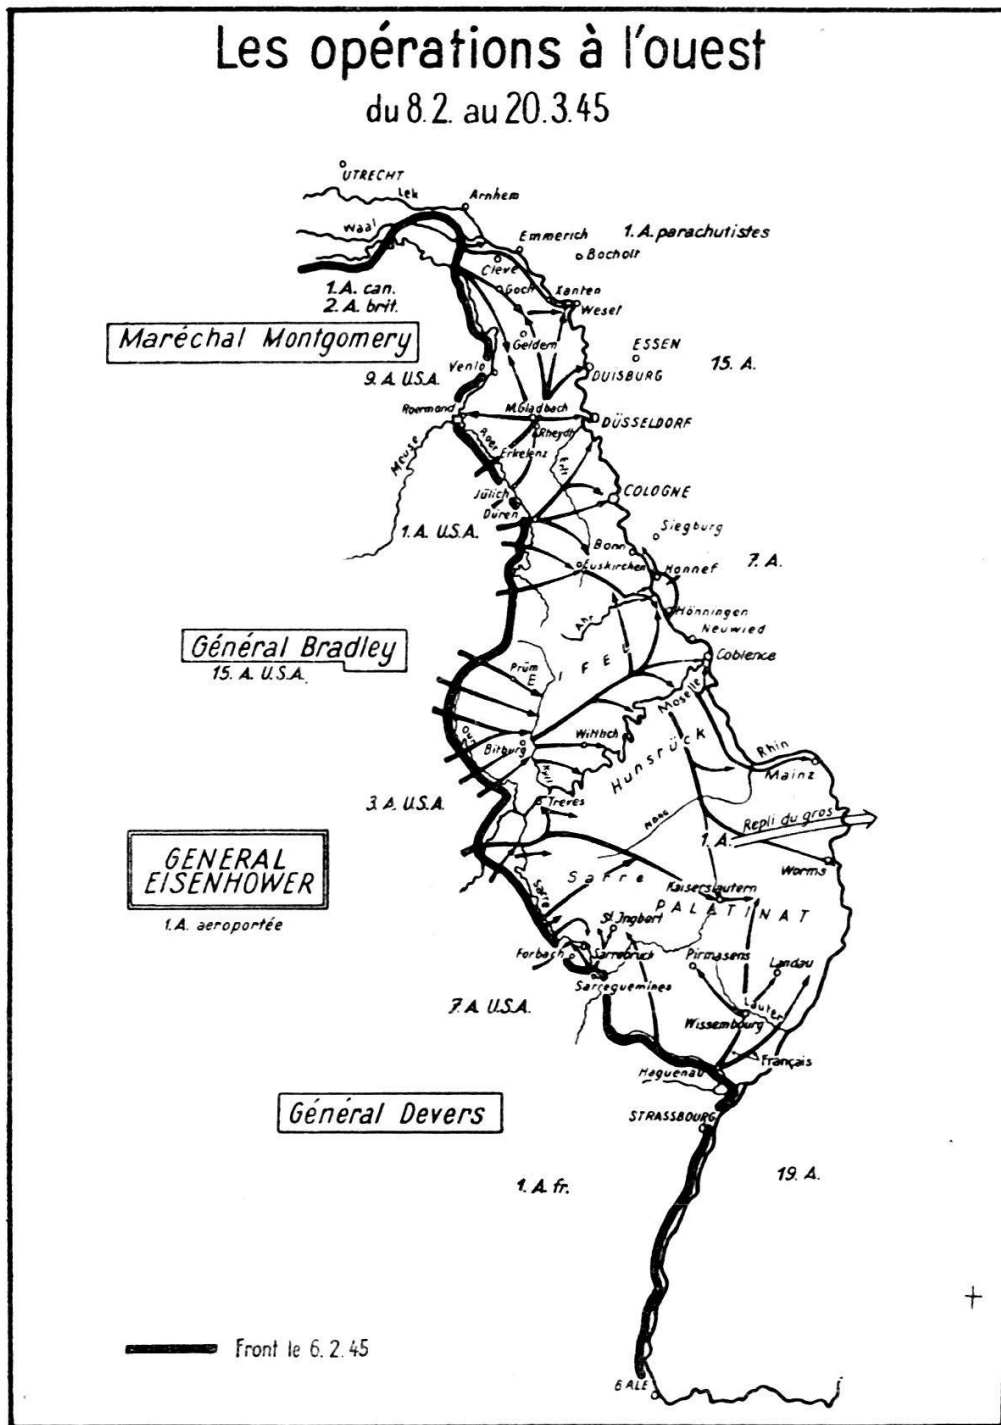 Les opérations à l'ouest
du 8.2. au 20.3.45
UTRECHT
Lek
Arnhem
Waal
Emmerich
1. A. parachutistes
Bocholt
Cleve
1. A. can.
2. A. brit.
Goch
Xanten
Wesel
Maréchal Montgomery
Geldern
ESSEN
Venlo
DUISBURG
15. A.
9. A. U.S.A.
Roermond
M.Gladbach
DÜSSELDORF
Rheydt
Roer
Meuse
Erkelenz
Erft
Jülich
COLOGNE
Düren
1. A. U.S.A.
Siegburg
Bonn
Euskirchen
Honnef
7. A.
Ahr
Hönningen
Neuwied
Général Bradley
15. A. U.S.A.
Coblence
Prüm
E I F E L
Moselle
Our
Bitburg
Wittlich
Hunsrück
Rhin
Mainz
Kyll
3. A. U.S.A.
Treves
Nahe
Repli du gros
1. A.
GENERAL
EISENHOWER
Worms
Sarre
Sarre
Kaiserslautern
PALATINAT
1. A. aeroportée
St. Ingbert
Forbach
Sarrebruck
Pirmasens
Landau
Sarreguemines
7. A. U.S.A.
Lauter
Wissembourg
Français
Haguenau
Général Devers
STRASSBOURG
1. A. fr.
19. A.
Front le 6.2.45
BALE